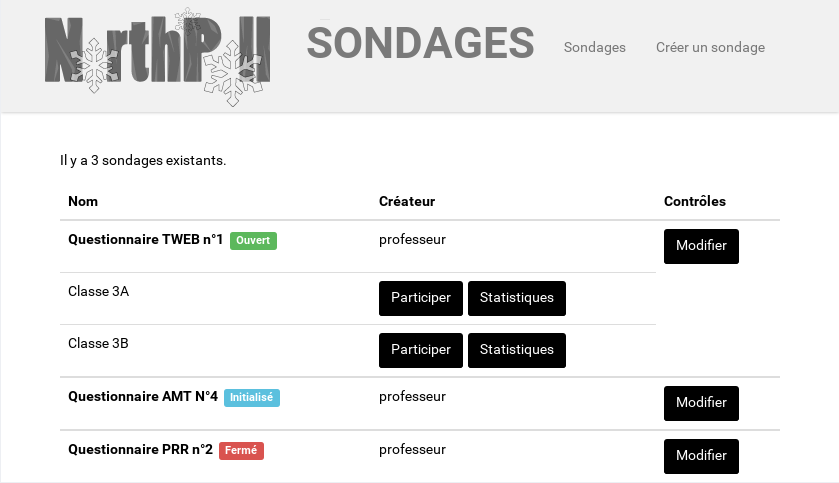 NorthPoll
SONDAGES
Sondages
Créer un sondage
Il y a 3 sondages existants.
Nom Créateur Contrôles
Questionnaire TWEB n°1 Ouvert professeur Modifier
Classe 3A Participer Statistiques
Classe 3B Participer Statistiques
Questionnaire AMT N°4 Initialisé professeur Modifier
Questionnaire PRR n°2 Fermé professeur Modifier